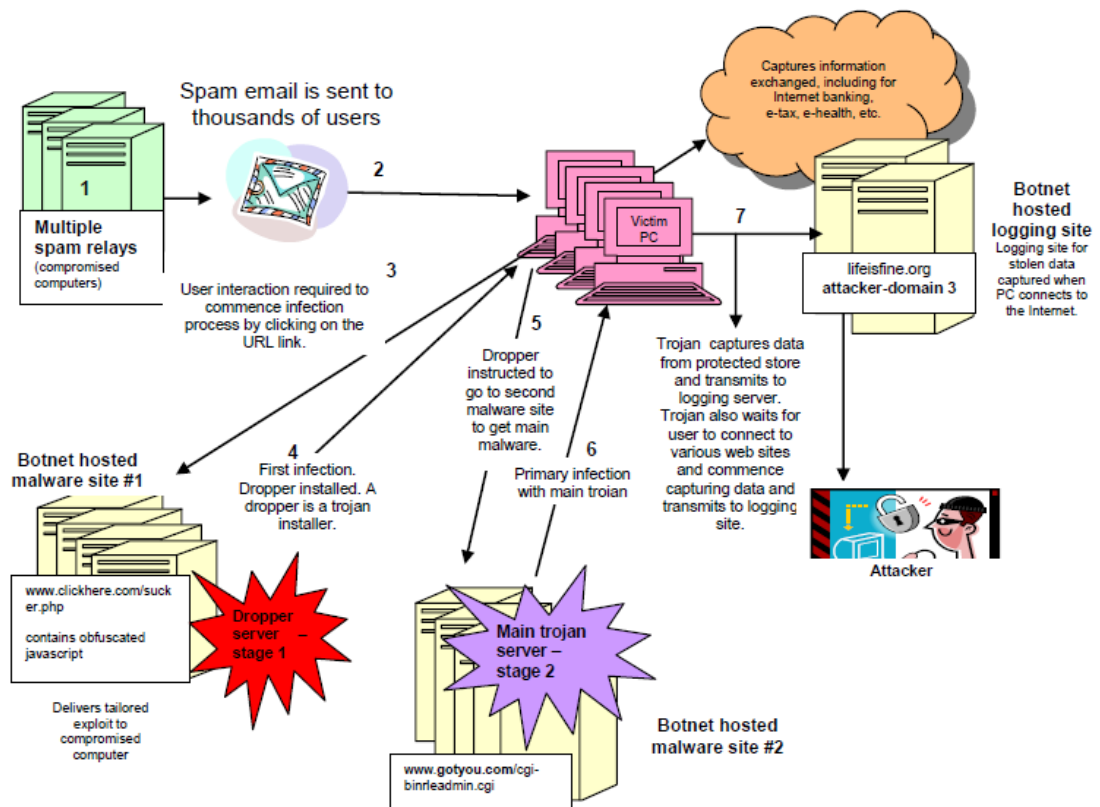 Captures information
exchanged, including for
Internet banking,
e-tax, e-health, etc.
Spam email is sent to
thousands of users
1
2
Multiple
spam relays
(compromised
computers)
Victim
PC
7
Botnet
hosted
logging site
Logging site for
stolen data
captured when
PC connects to
the Internet.
lifeisfine.org
attacker-domain 3
3
User interaction required to
commence infection
process by clicking on the
URL link.
5
Dropper
instructed to
go to second
malware site
to get main
malware.
Trojan captures data
from protected store
and transmits to
logging server.
Trojan also waits for
user to connect to
various web sites
and commence
capturing data and
transmits to logging
site.
4
First infection.
Dropper installed. A
dropper is a trojan
installer.
6
Primary infection
with main troian
Botnet hosted
malware site #1
www.clickhere.com/suck
er.php
contains obfuscated
javascript
Dropper
server –
stage 1
Delivers tailored
exploit to
compromised
computer
Main trojan
server –
stage 2
Attacker
Botnet hosted
malware site #2
www.gotyou.com/cgi-
binrleadmin.cgi